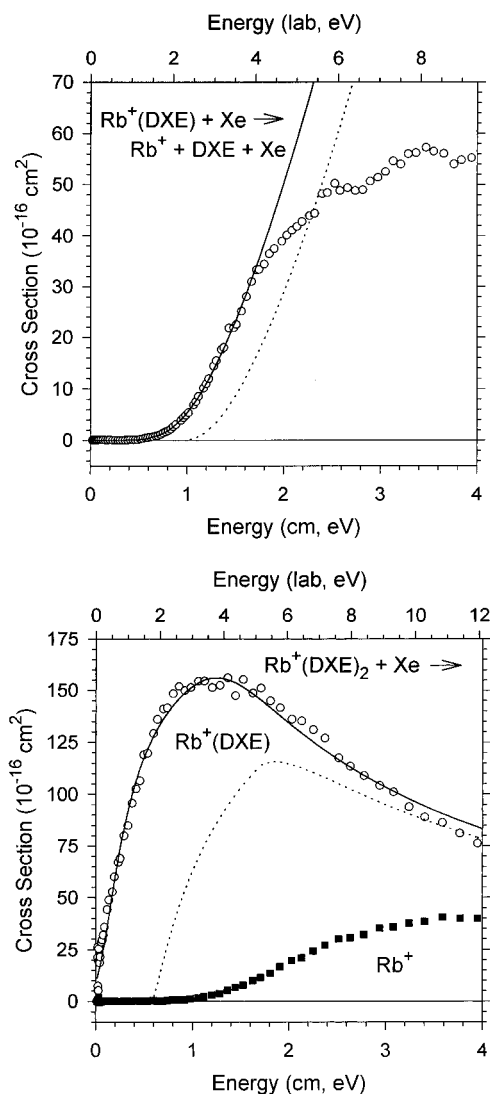 Energy (lab, eV)
0 2 4 6 8
70
60
50
40
30
20
10
0
Cross Section (10⁻¹⁶ cm²)
Rb⁺(DXE) + Xe →
Rb⁺ + DXE + Xe
0 1 2 3 4
Energy (cm, eV)
Energy (lab, eV)
0 2 4 6 8 10 12
175
150
125
100
75
50
25
0
Cross Section (10⁻¹⁶ cm²)
Rb⁺(DXE)₂ + Xe →
Rb⁺(DXE)
Rb⁺
0 1 2 3 4
Energy (cm, eV)